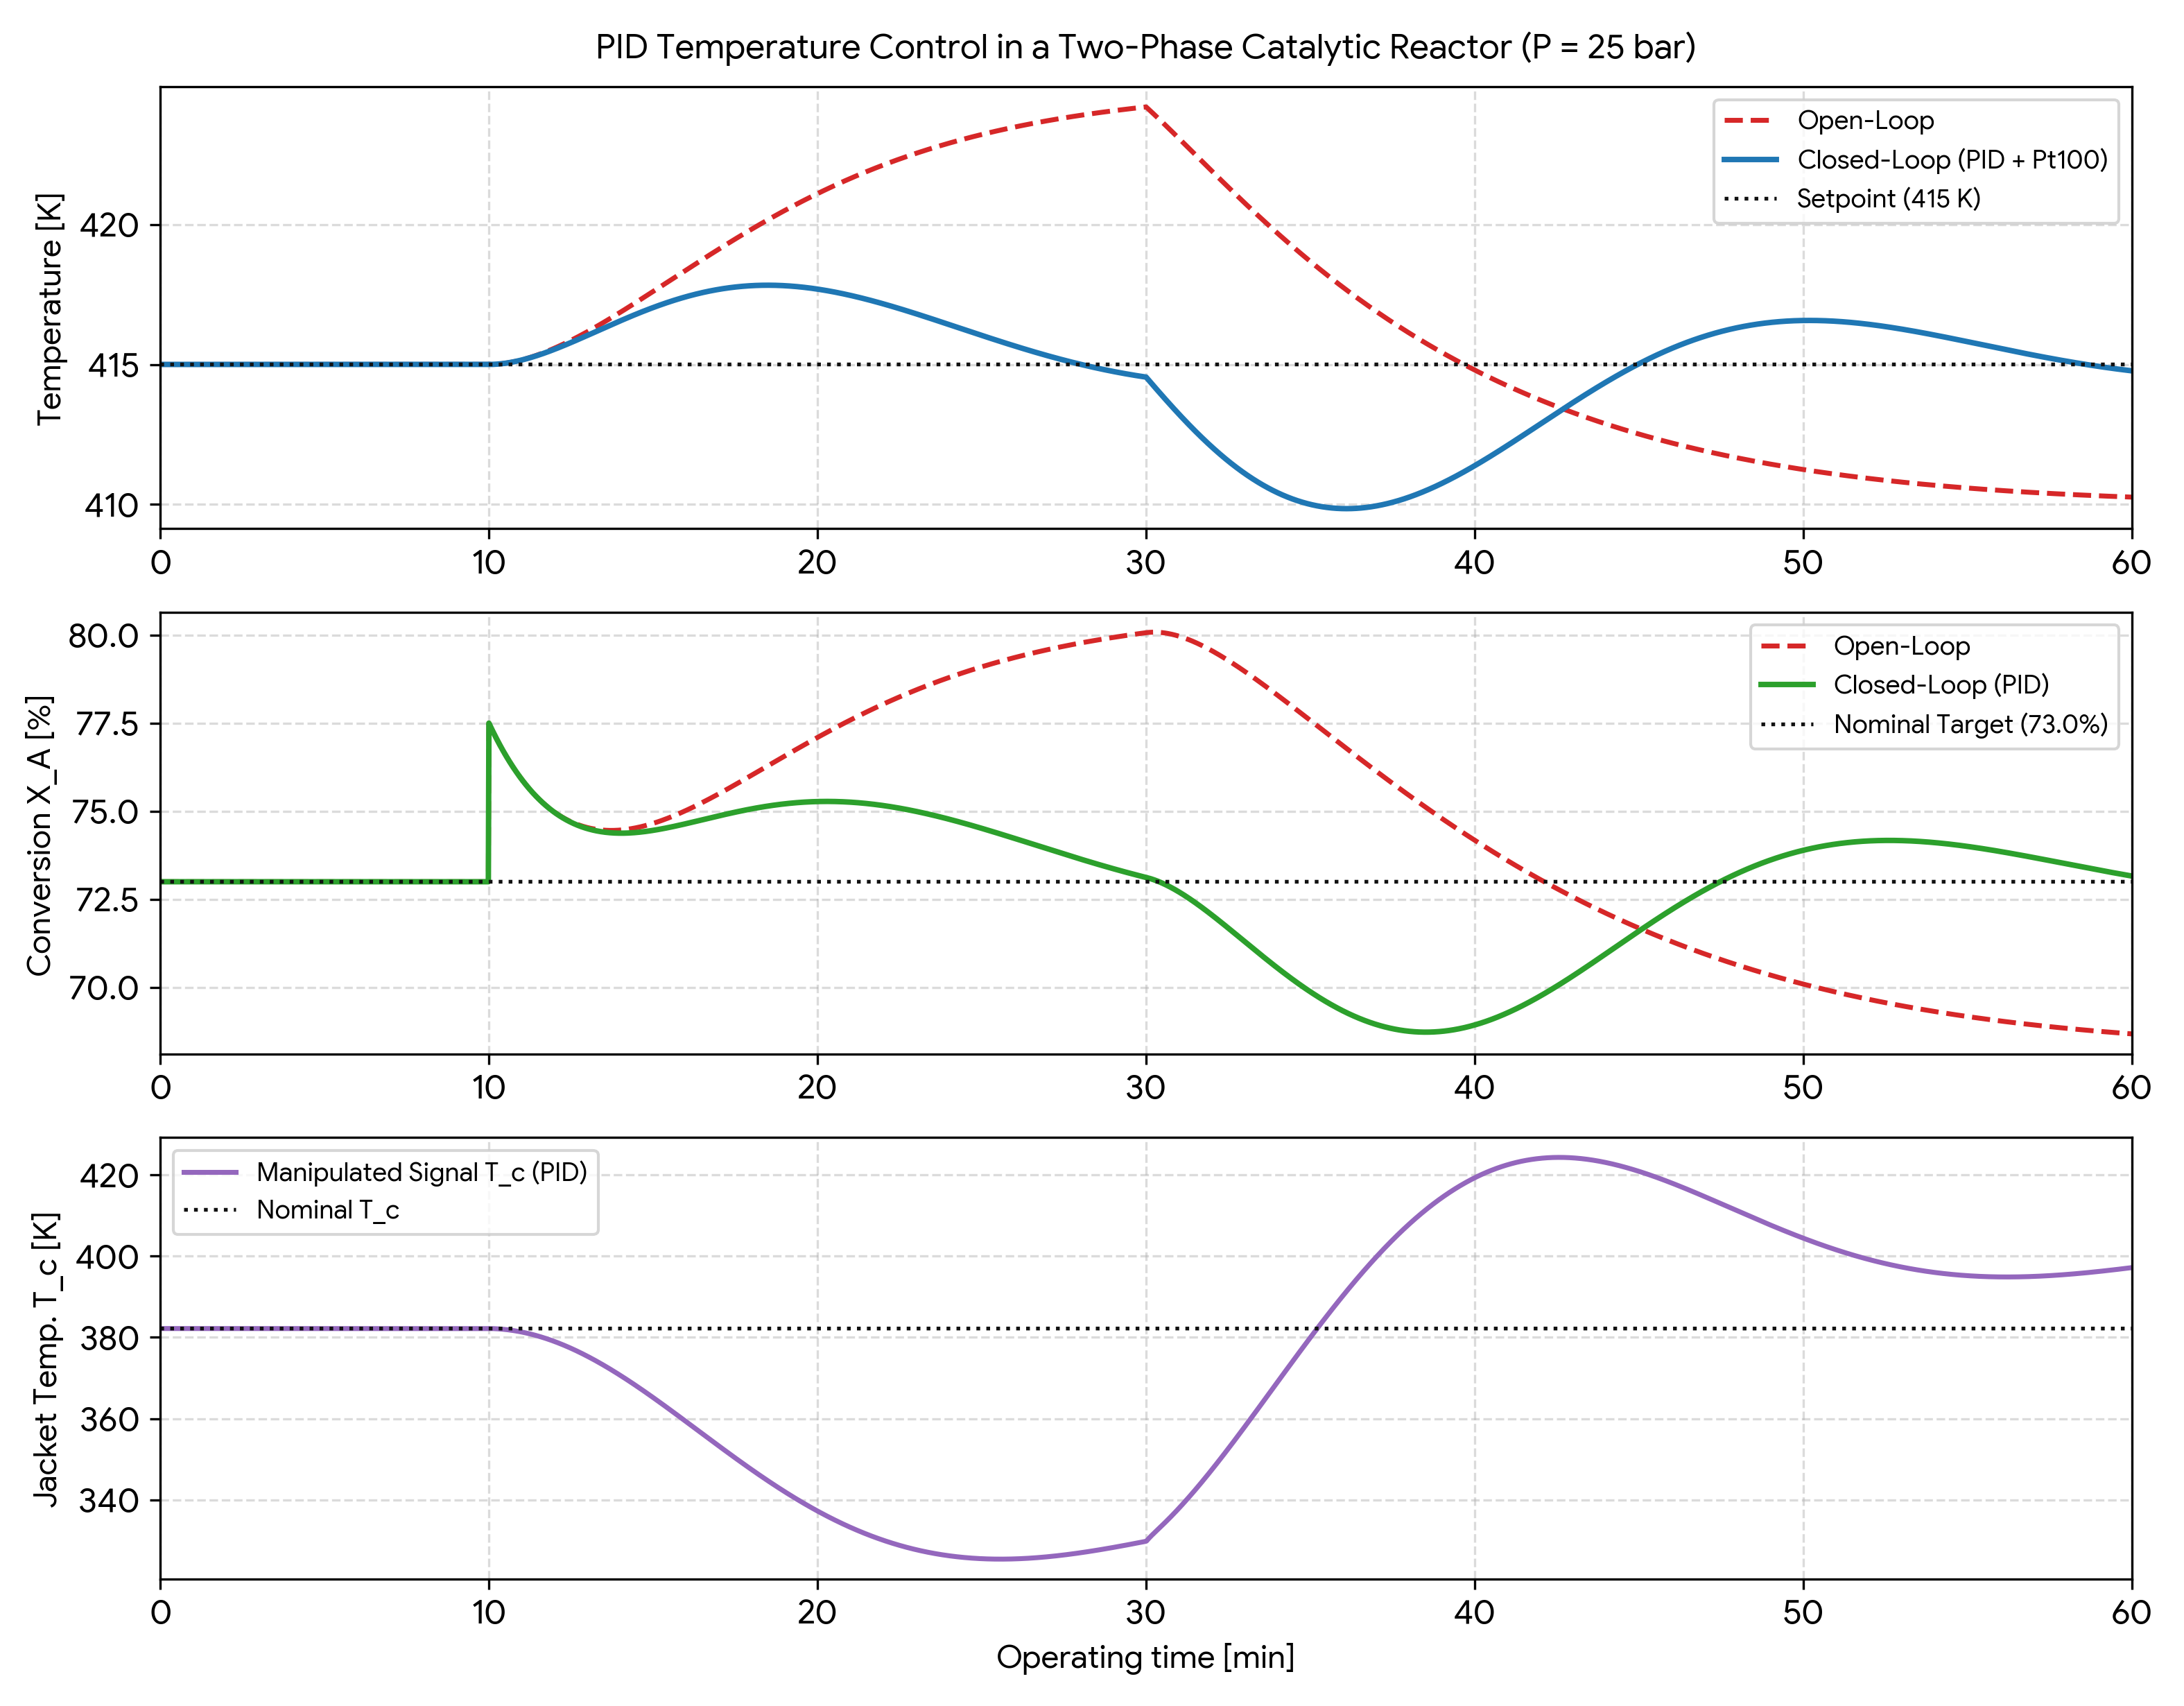 PID Temperature Control in a Two-Phase Catalytic Reactor (P = 25 bar)
Temperature [K]
420
415
410
Open-Loop
Closed-Loop (PID + Pt100)
Setpoint (415 K)
0 10 20 30 40 50 60
Conversion X_A [%]
80.0
77.5
75.0
72.5
70.0
Open-Loop
Closed-Loop (PID)
Nominal Target (73.0%)
0 10 20 30 40 50 60
Jacket Temp. T_c [K]
420
400
380
360
340
Manipulated Signal T_c (PID)
Nominal T_c
0 10 20 30 40 50 60
Operating time [min]